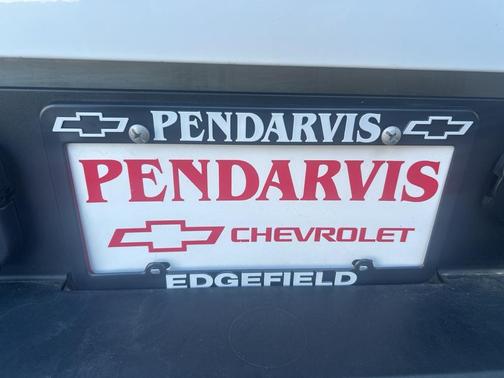 PENDARVIS
PENDARVIS
CHEVROLET
EDGEFIELD